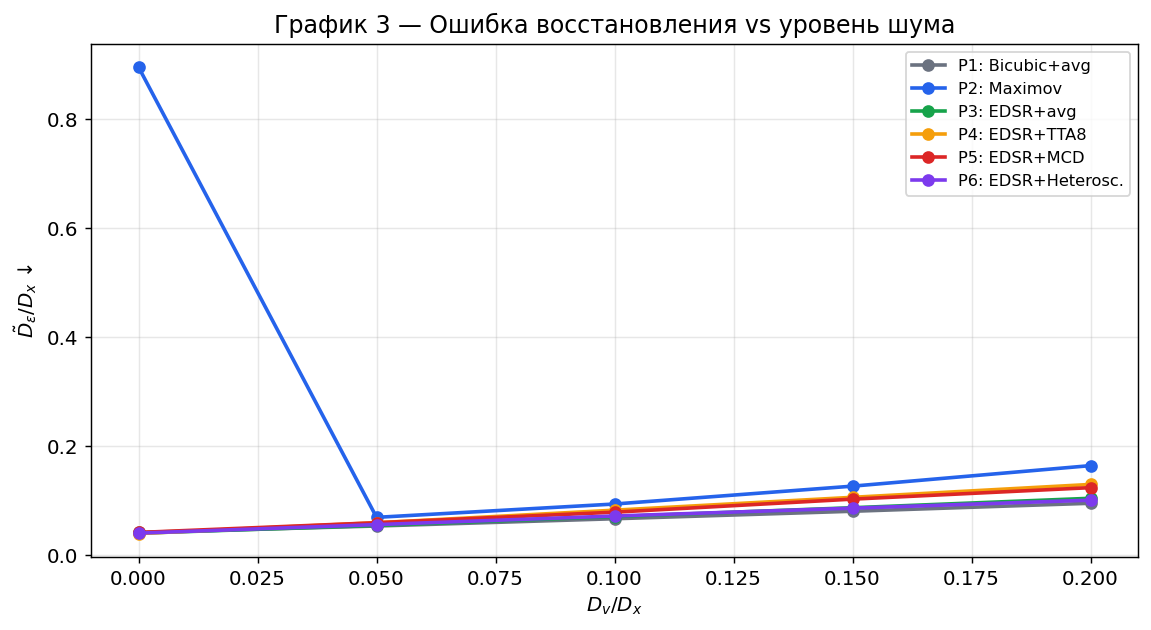 График 3 — Ошибка восстановления vs уровень шума
P1: Bicubic+avg
P2: Maximov
P3: EDSR+avg
P4: EDSR+TTA8
P5: EDSR+MCD
P6: EDSR+Heterosc.
D̃ε/Dx ↓
0.8
0.6
0.4
0.2
0.0
0.000 0.025 0.050 0.075 0.100 0.125 0.150 0.175 0.200
Dv/Dx